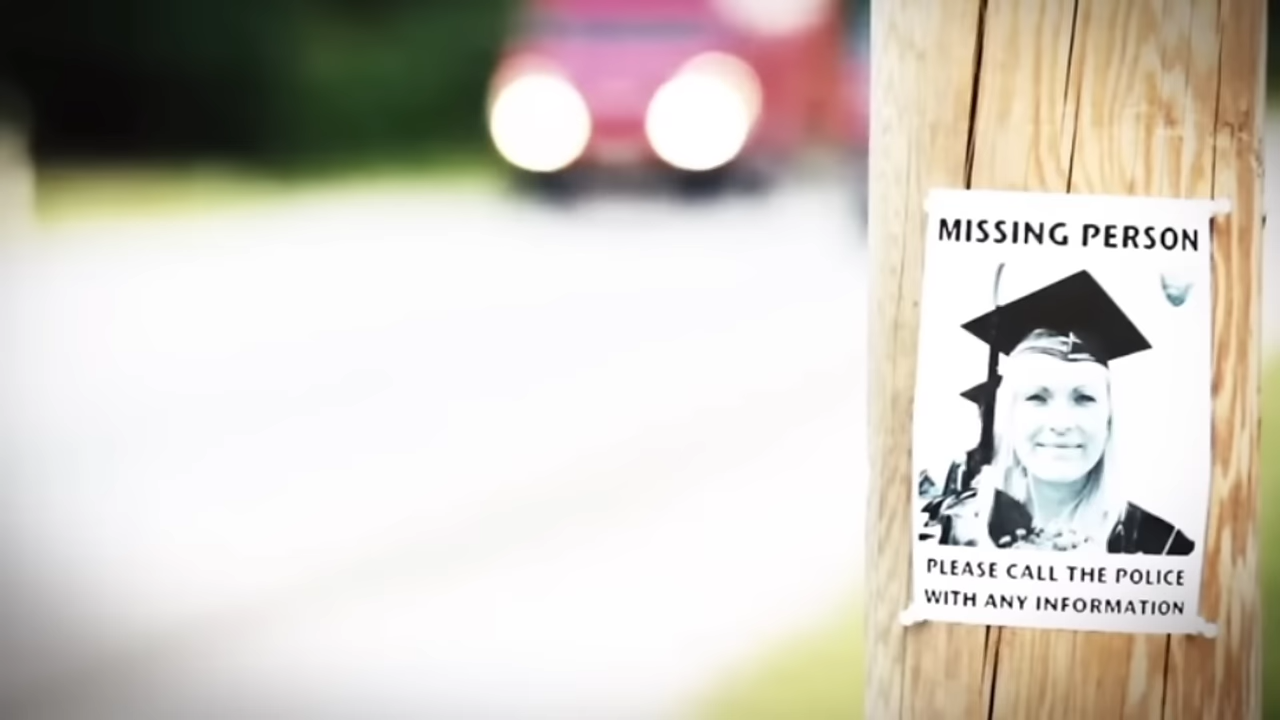 MISSING PERSON
PLEASE CALL THE POLICE
WITH ANY INFORMATION